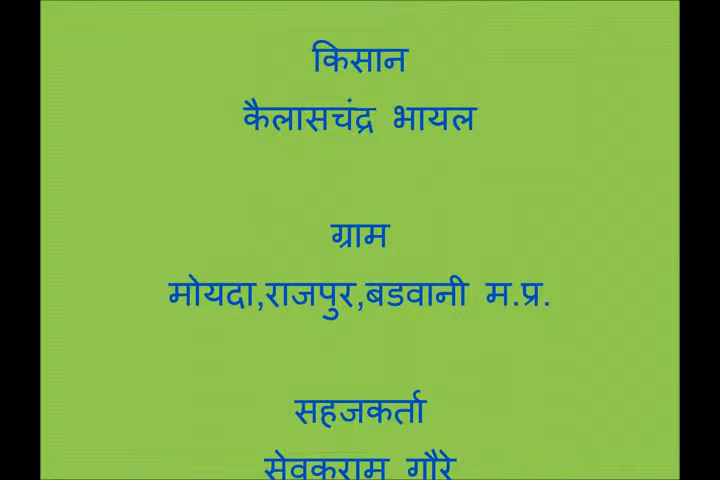 किसान
कैलासचंद्र भायल
ग्राम
मोयदा,राजपुर,बडवानी म.प्र.
सहजकर्ता
सेवकराम गौरे